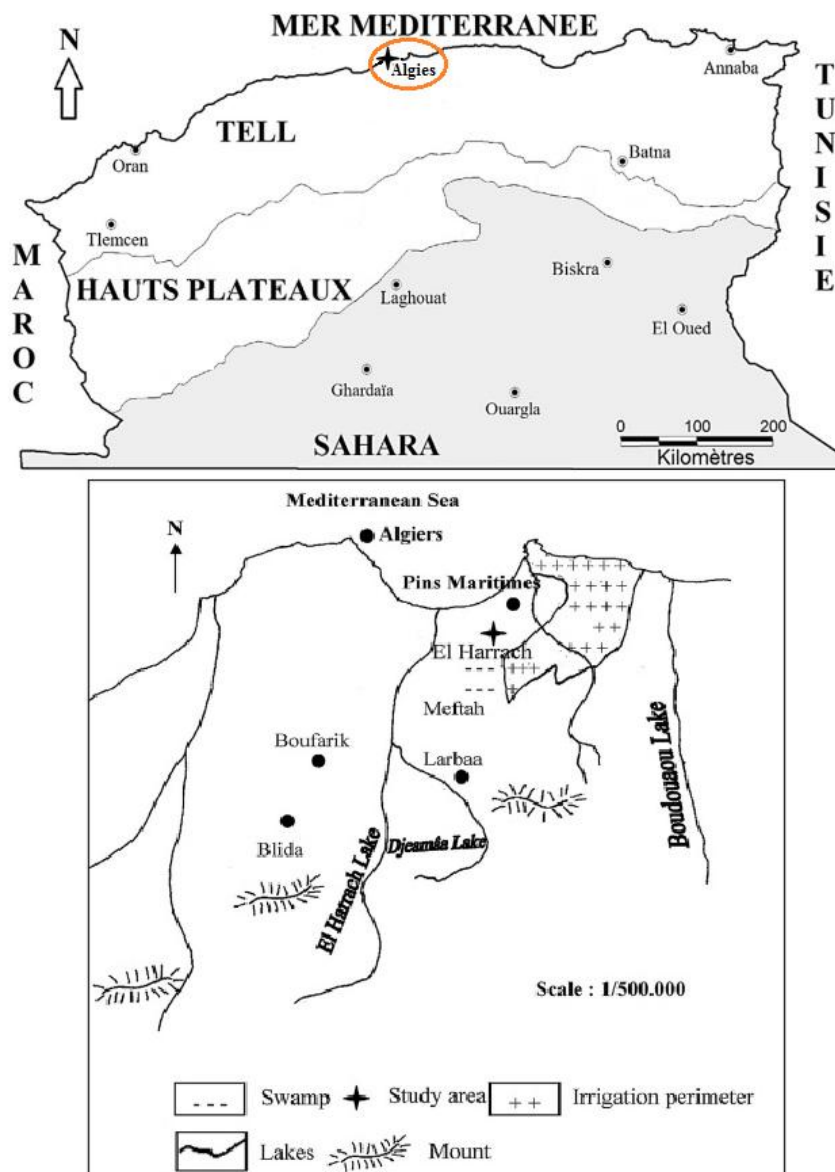 MER MEDITERRANEE
N
Algies
Annaba
TUNISIE
TELL
Oran
Batna
Tlemcen
MAROC
Biskra
HAUTS PLATEAUX
Laghouat
El Oued
Ghardaïa
Ouargla
0 100 200
Kilomètres
SAHARA
Mediterranean Sea
N
Algiers
Pins Maritimes
El Harrach
Meftah
Boufarik
Larbaa
Boudouaou Lake
Blida
Djeamâa Lake
El Harrach Lake
Scale : 1/500.000
Swamp
Study area
Irrigation perimeter
Lakes
Mount